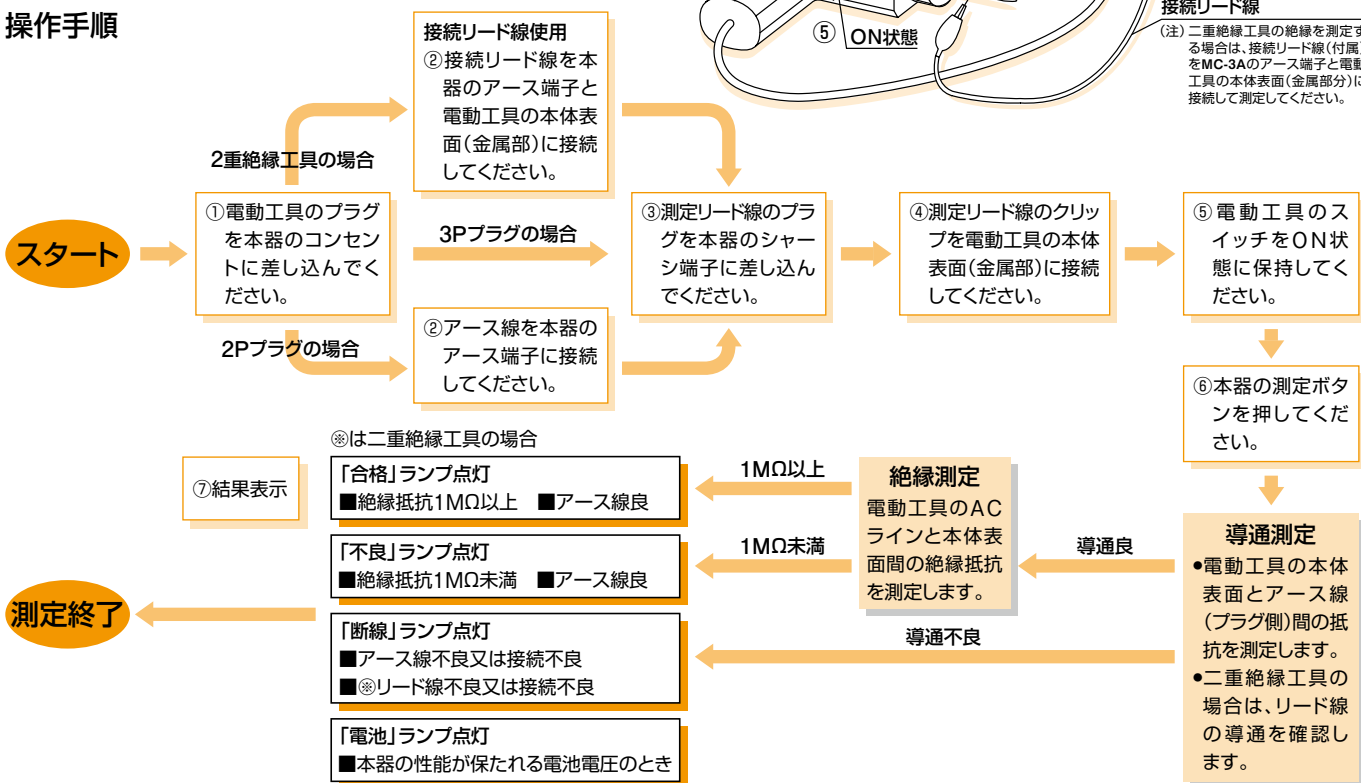 操作手順
⑤ ON状態
接続リード線
(注)二重絶縁工具の絶縁を測定す
る場合は、接続リード線(付属)
をMC-3Aのアース端子と電動
工具の本体表面(金属部分)に
接続して測定してください。
接続リード線使用
②接続リード線を本
器のアース端子と
電動工具の本体表
面(金属部)に接続
してください。
2重絶縁工具の場合
スタート
①電動工具のプラグ
を本器のコンセン
トに差し込んでく
ださい。
3Pプラグの場合
2Pプラグの場合
②アース線を本器の
アース端子に接続
してください。
③測定リード線のプラ
グを本器のシャー
シ端子に差し込ん
でください。
④測定リード線のクリッ
プを電動工具の本体
表面(金属部)に接続
してください。
⑤電動工具のス
イッチをON状
態に保持してく
ださい。
⑥本器の測定ボタ
ンを押してくだ
さい。
導通測定
●電動工具の本体
表面とアース線
(プラグ側)間の抵
抗を測定します。
●二重絶縁工具の
場合は、リード線
の導通を確認し
ます。
導通良
導通不良
絶縁測定
電動工具のAC
ラインと本体表
面間の絶縁抵抗
を測定します。
1MΩ以上
1MΩ未満
⑦結果表示
※は二重絶縁工具の場合
「合格」ランプ点灯
■絶縁抵抗1MΩ以上 ■アース線良
「不良」ランプ点灯
■絶縁抵抗1MΩ未満 ■アース線良
「断線」ランプ点灯
■アース線不良又は接続不良
■※リード線不良又は接続不良
「電池」ランプ点灯
■本器の性能が保たれる電池電圧のとき
測定終了